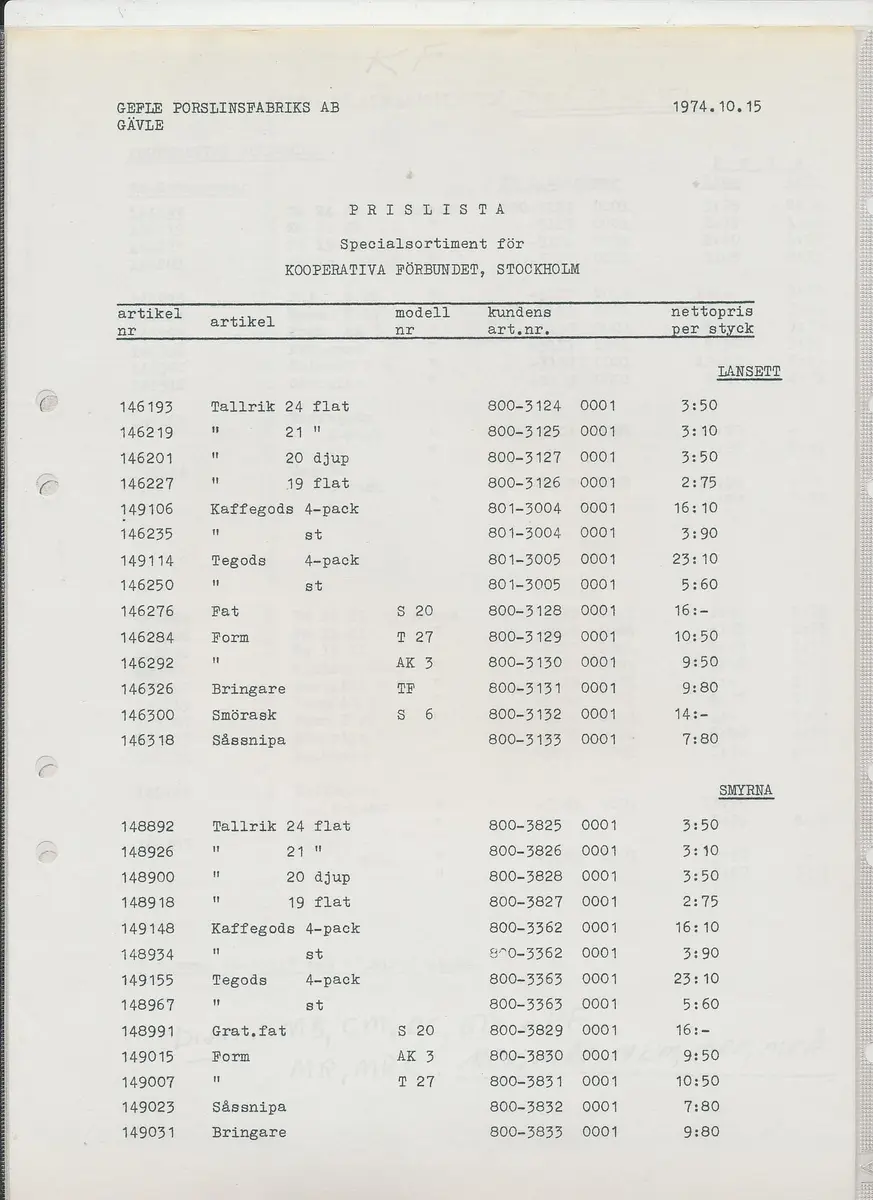 GEFLE PORSLINSFABRIKS AB 1974.10.15
GÄVLE
PRISLISTA
Specialsortiment för
KOOPERATIVA FÖRBUNDET, STOCKHOLM
artikel nr artikel modell nr kundens art.nr. nettopris per styck
LANSETT
146193 Tallrik 24 flat 800-3124 0001 3:50
146219 " 21 " 800-3125 0001 3:10
146201 " 20 djup 800-3127 0001 3:50
146227 " 19 flat 800-3126 0001 2:75
149106 Kaffegods 4-pack 801-3004 0001 16:10
146235 " st 801-3004 0001 3:90
149114 Tegods 4-pack 801-3005 0001 23:10
146250 " st 801-3005 0001 5:60
146276 Fat S 20 800-3128 0001 16:-
146284 Form T 27 800-3129 0001 10:50
146292 " AK 3 800-3130 0001 9:50
146326 Bringare TF 800-3131 0001 9:80
146300 Smörask S 6 800-3132 0001 14:-
146318 Såssnipa 800-3133 0001 7:80
SMYRNA
148892 Tallrik 24 flat 800-3825 0001 3:50
148926 " 21 " 800-3826 0001 3:10
148900 " 20 djup 800-3828 0001 3:50
148918 " 19 flat 800-3827 0001 2:75
149148 Kaffegods 4-pack 800-3362 0001 16:10
148934 " st 800-3362 0001 3:90
149155 Tegods 4-pack 800-3363 0001 23:10
148967 " st 800-3363 0001 5:60
148991 Grat.fat S 20 800-3829 0001 16:-
149015 Form AK 3 800-3830 0001 9:50
149007 " T 27 800-3831 0001 10:50
149023 Såssnipa 800-3832 0001 7:80
149031 Bringare 800-3833 0001 9:80